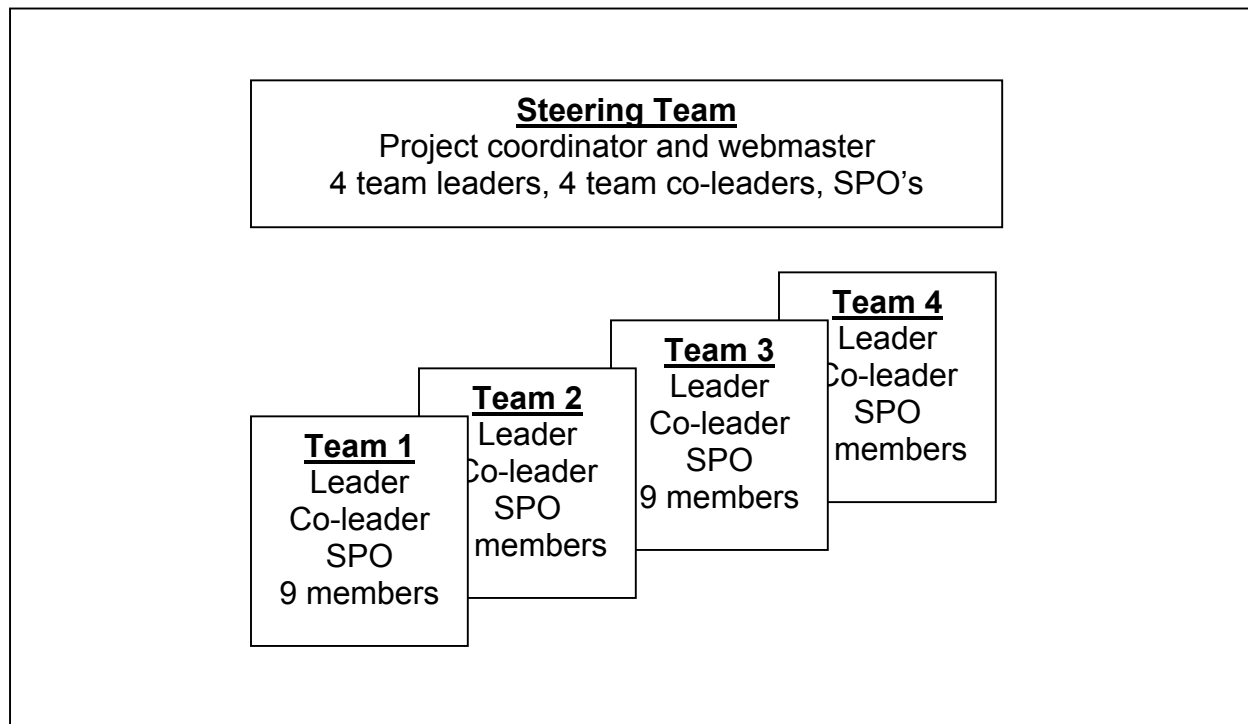 Steering Team
Project coordinator and webmaster
4 team leaders, 4 team co-leaders, SPO's
Team 1
Leader
Co-leader
SPO
9 members
Team 2
Leader
Co-leader
SPO
members
Team 3
Leader
Co-leader
SPO
9 members
Team 4
Leader
Co-leader
SPO
members